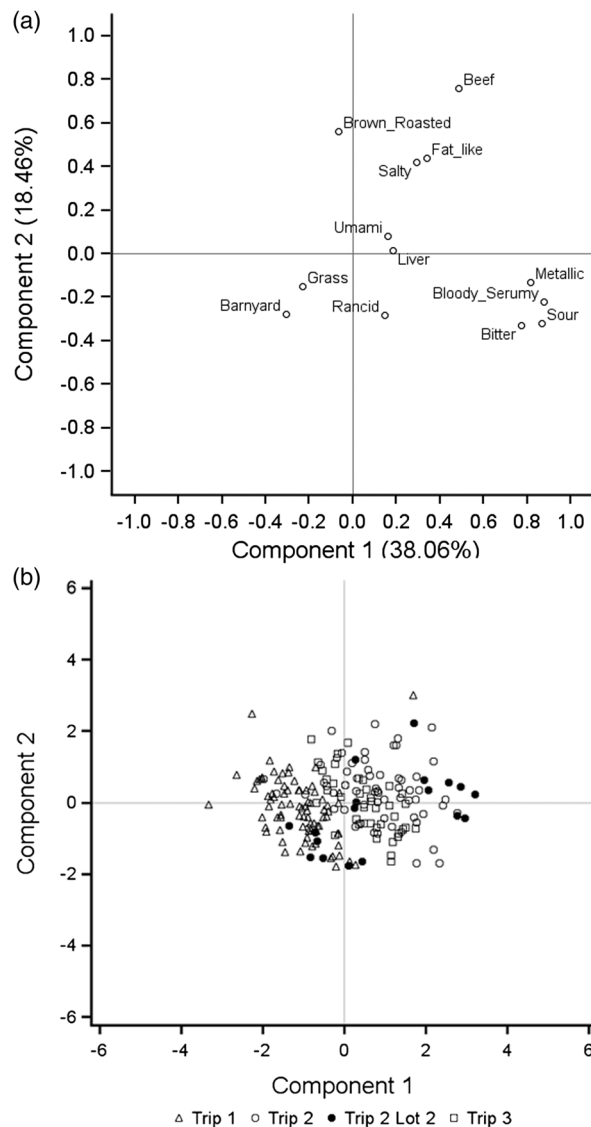 (a)
Component 2 (18.46%)
1.0
0.8
0.6
0.4
0.2
0.0
-0.2
-0.4
-0.6
-0.8
-1.0
Beef
Brown_Roasted
Fat_like
Salty
Umami
Liver
Grass
Metallic
Bloody_Serumy
Barnyard
Rancid
Sour
Bitter
-1.0 -0.8 -0.6 -0.4 -0.2 0.0 0.2 0.4 0.6 0.8 1.0
Component 1 (38.06%)
(b)
Component 2
6
4
2
0
-2
-4
-6
-6 -4 -2 0 2 4 6
Component 1
△ Trip 1 ○ Trip 2 ● Trip 2 Lot 2 □ Trip 3